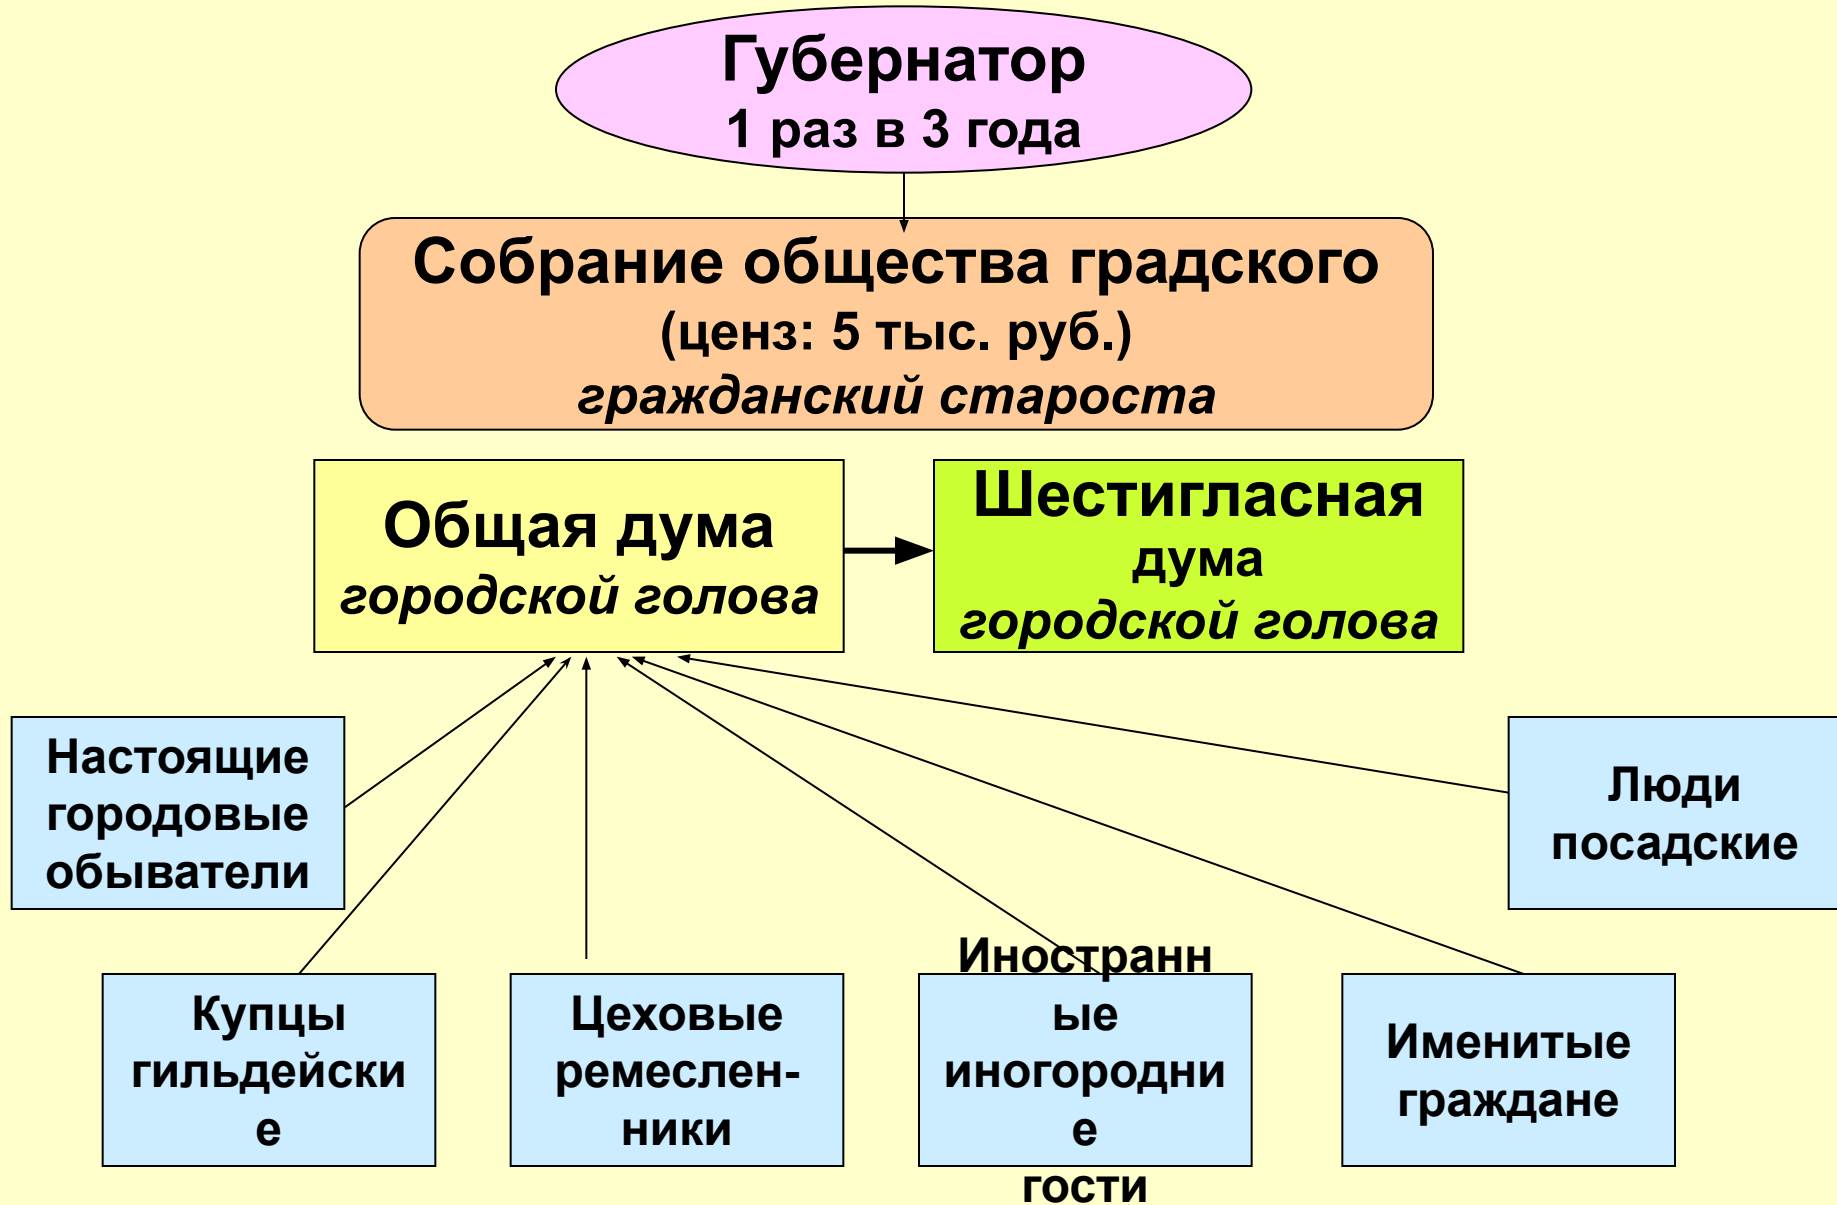 Губернатор
1 раз в 3 года
Собрание общества градского
(ценз: 5 тыс. руб.)
гражданский староста
Общая дума
городской голова
Шестигласная
дума
городской голова
Настоящие
городовые
обыватели
Люди
посадские
Купцы
гильдейски
е
Цеховые
ремеслен-
ники
Иностранн
ые
иногородни
е
гости
Именитые
граждане